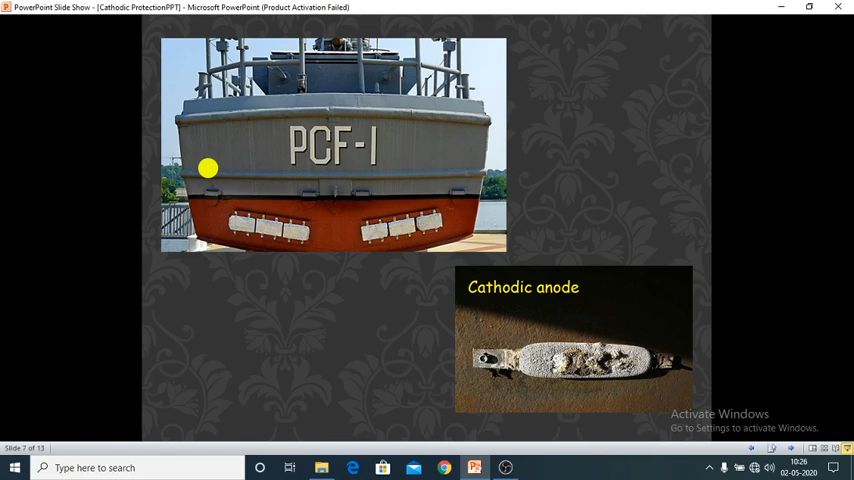 PowerPoint Slide Show - [Cathodic ProtectionPPT] - Microsoft PowerPoint (Product Activation Failed)
PCF-1
Cathodic anode
Activate Windows
Go to Settings to activate Windows.
Slide 7 of 13
Type here to search
10:26
02-05-2020